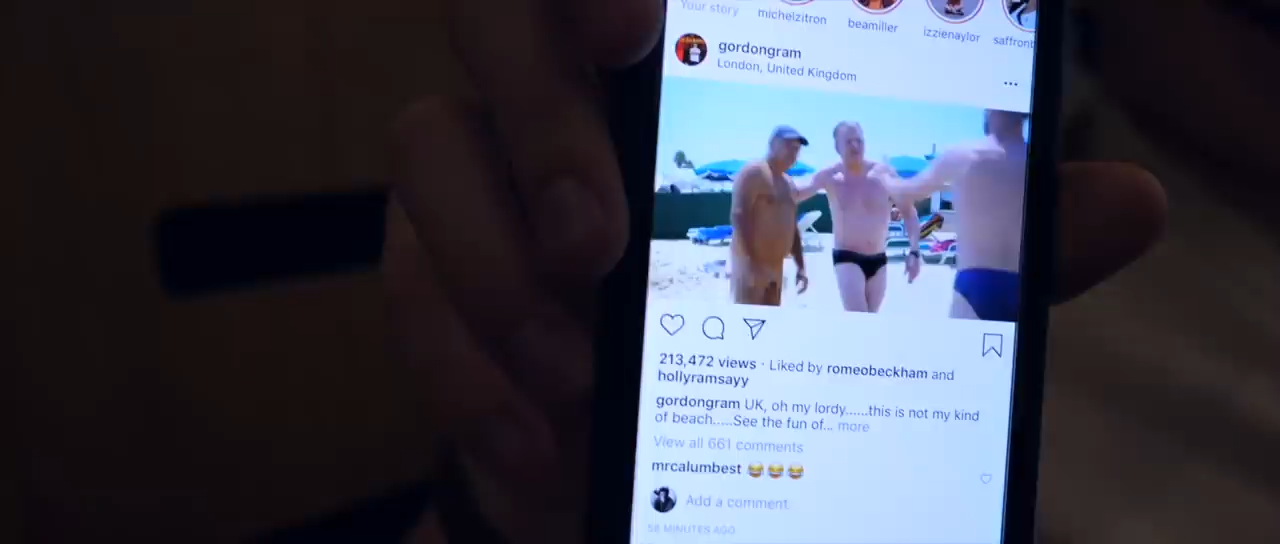 Your story
michelzitron
beamiller
izzienaylor
saffronb
gordongram
London, United Kingdom
213,472 views · Liked by romeobeckham and
hollyramsayy
gordongram UK, oh my lordy......this is not my kind
of beach.....See the fun of... more
View all 661 comments
mrcalumbest 😂😂😂
Add a comment
58 MINUTES AGO